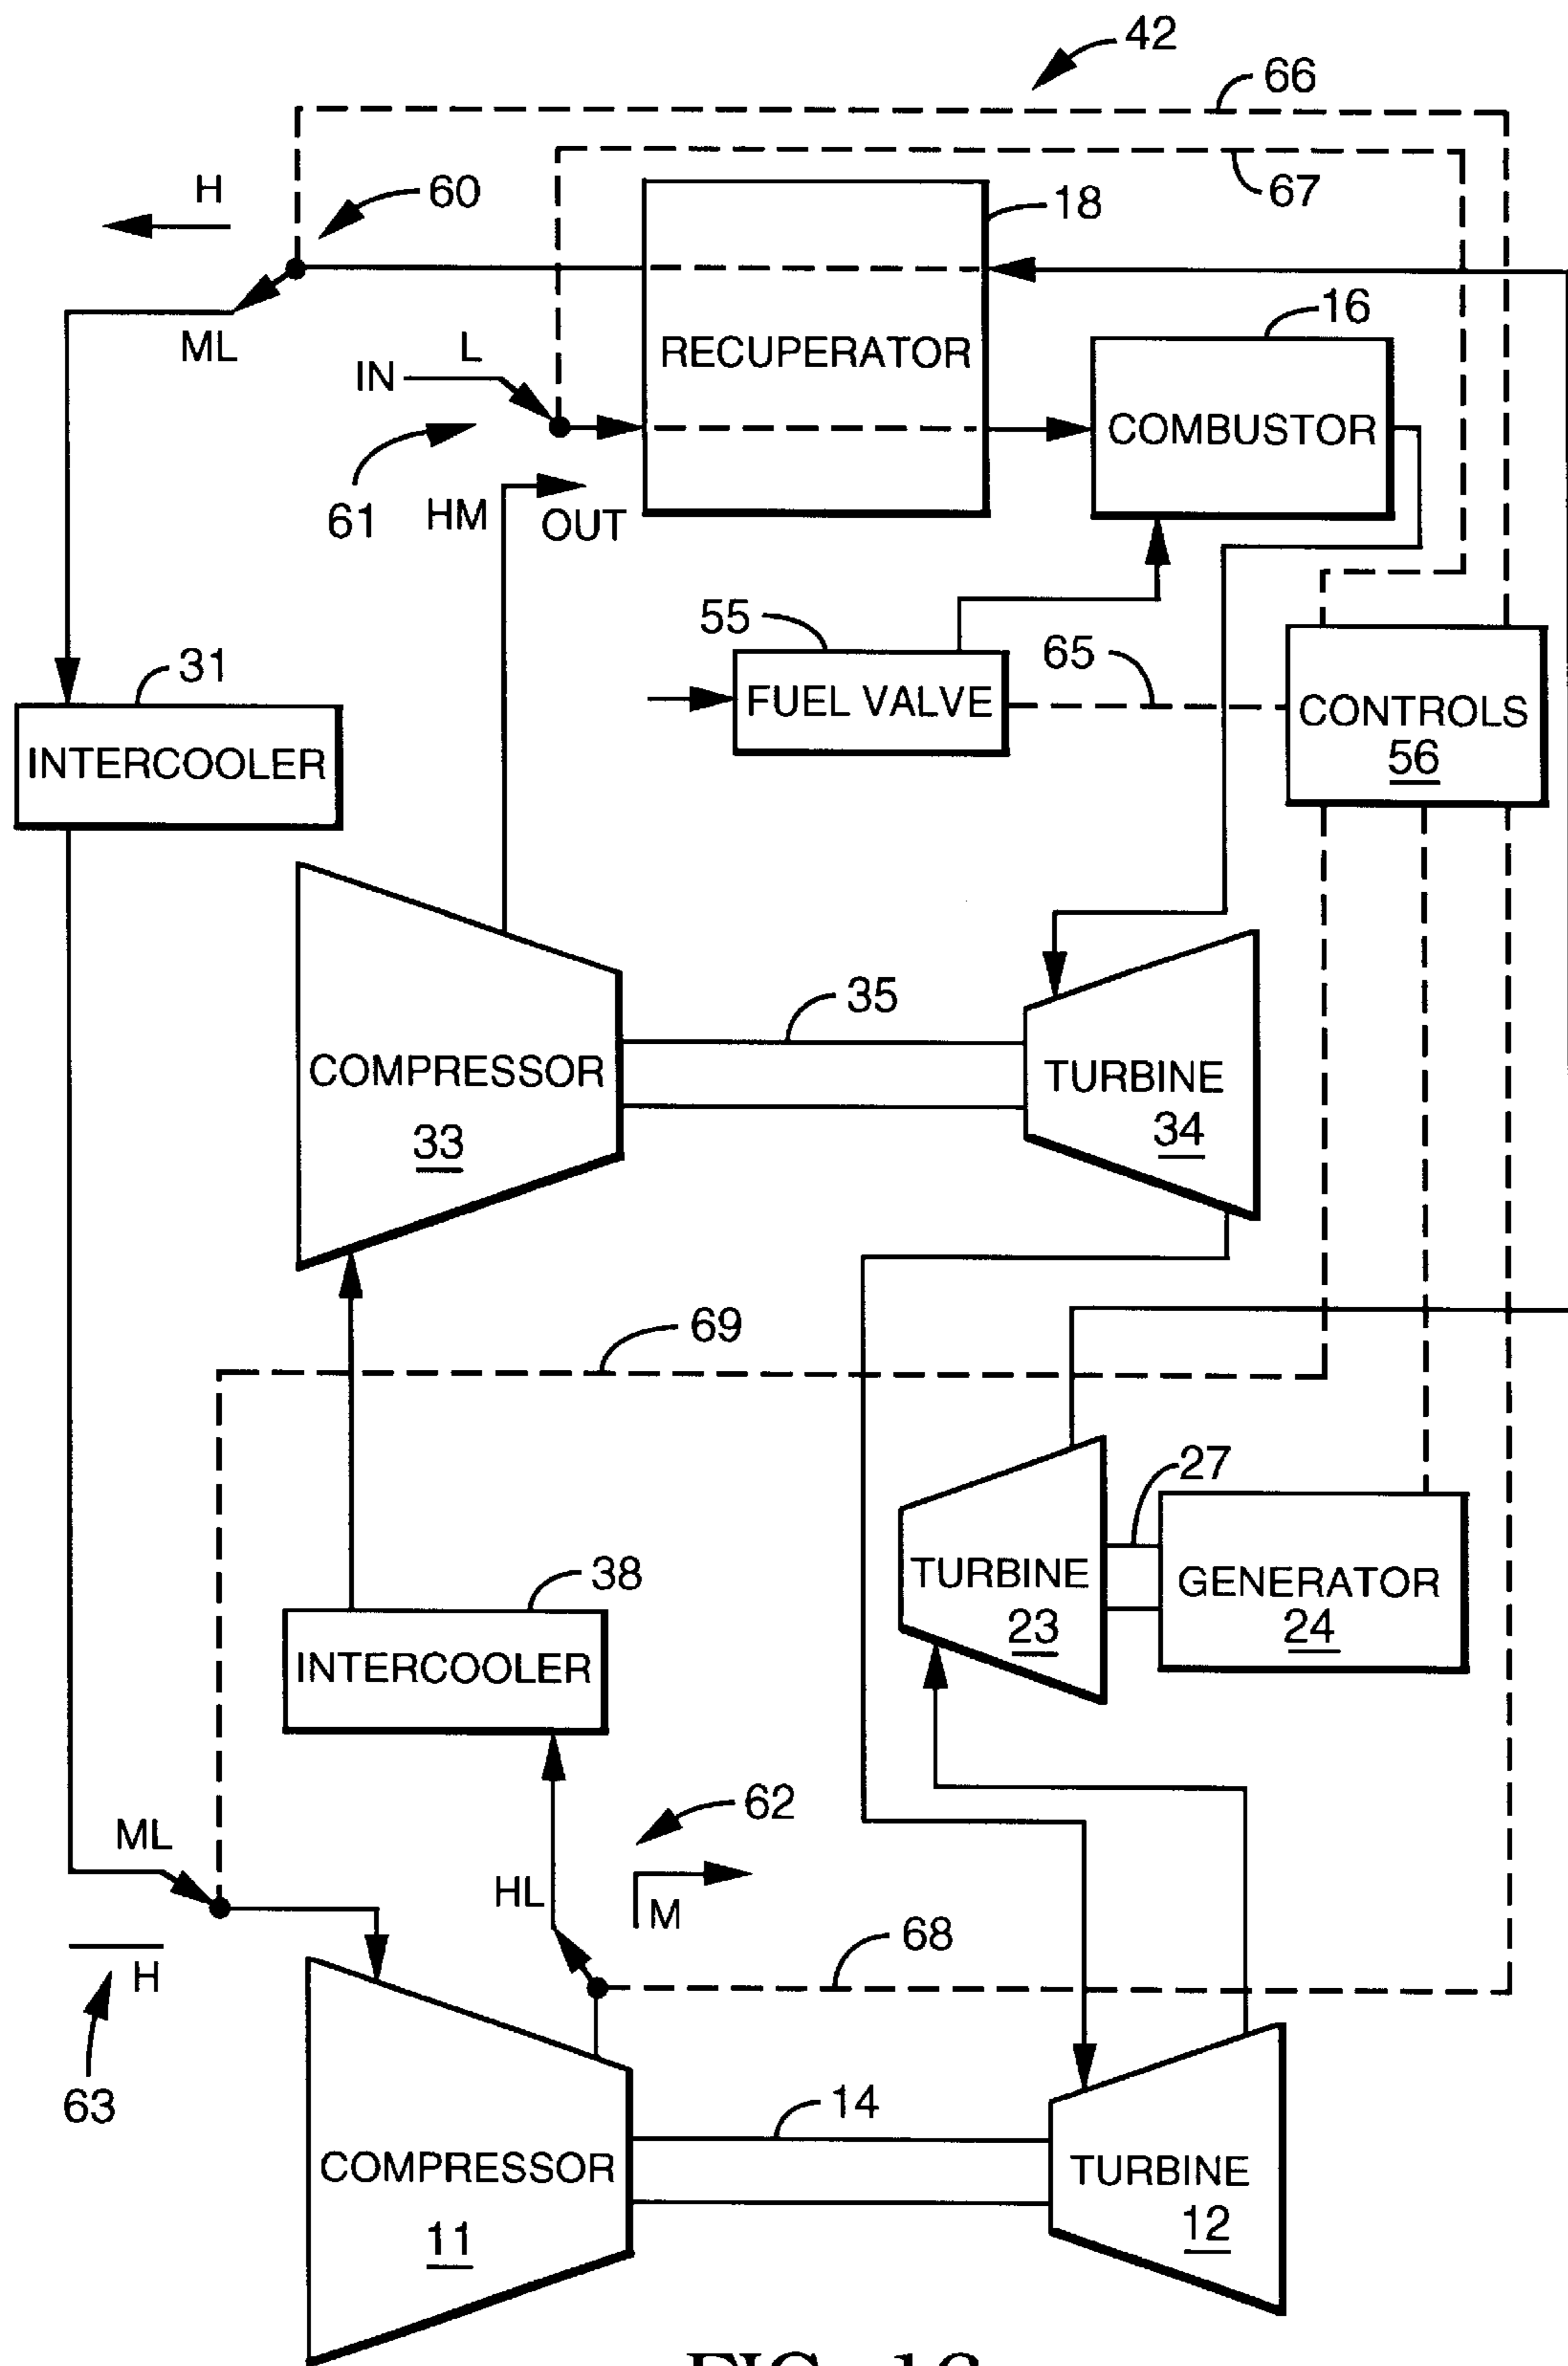 42
66
67
H
60
18
ML
RECUPERATOR
16
IN
L
COMBUSTOR
61
HM
OUT
55
FUEL VALVE
65
CONTROLS
56
31
INTERCOOLER
35
COMPRESSOR
33
TURBINE
34
69
27
TURBINE
23
GENERATOR
24
38
INTERCOOLER
62
ML
HL
M
H
63
68
14
COMPRESSOR
11
TURBINE
12